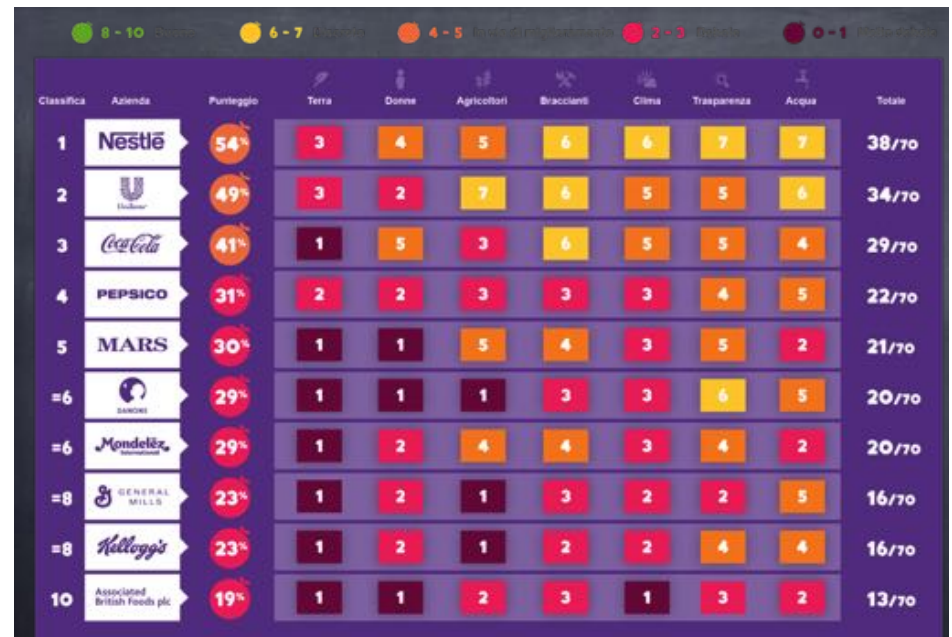 8 - 10
6 - 7
4 - 5
2 - 3
0 - 1
Classifica Azienda Punteggio Terra Donne Agricoltori Braccianti Clima Trasparenza Acqua Totale
1 Nestlé 54% 3 4 5 6 6 7 7 38/70
2 Unilever 49% 3 2 7 6 5 5 6 34/70
3 Coca-Cola 41% 1 5 3 6 5 5 4 29/70
4 PEPSICO 31% 2 2 3 3 3 4 5 22/70
5 MARS 30% 1 1 5 4 3 5 2 21/70
=6 DANONE 29% 1 1 1 3 3 6 5 20/70
=6 Mondelēz International 29% 1 2 4 4 3 4 2 20/70
=8 G GENERAL MILLS 23% 1 2 1 3 2 2 5 16/70
=8 Kellogg's 23% 1 2 1 2 2 4 4 16/70
10 Associated British Foods plc 19% 1 1 2 3 1 3 2 13/70